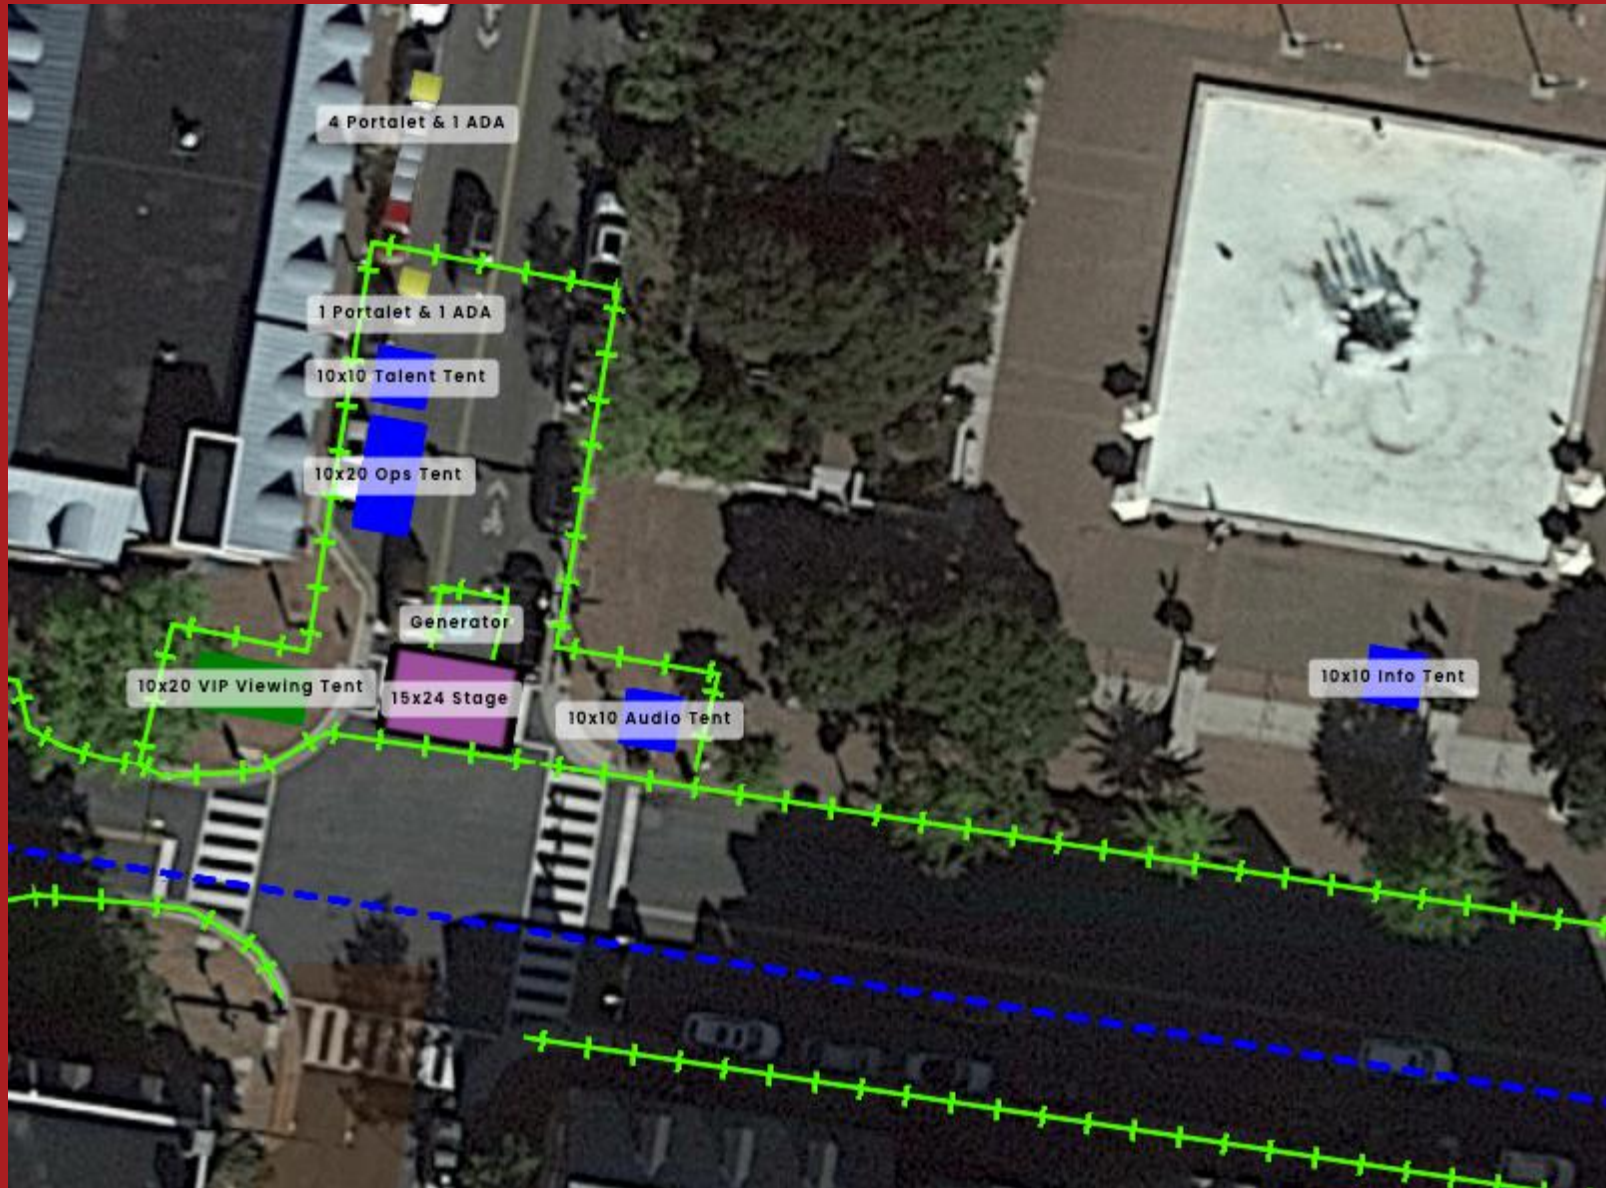 4 Portalet & 1 ADA
1 Portalet & 1 ADA
10x10 Talent Tent
10x20 Ops Tent
Generator
10x20 VIP Viewing Tent
15x24 Stage
10x10 Audio Tent
10x10 Info Tent